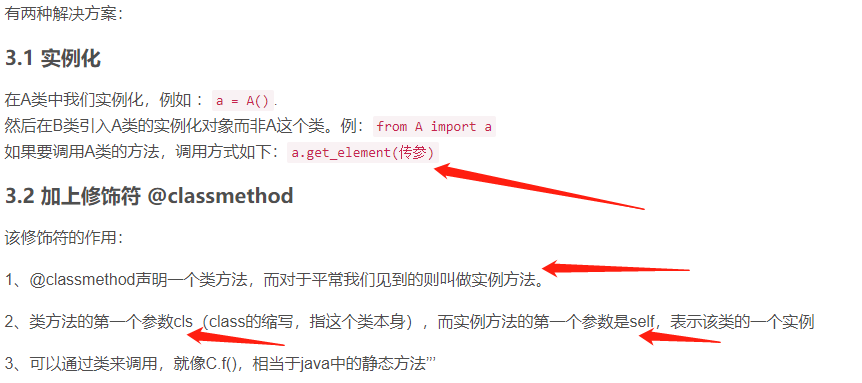 有两种解决方案：
3.1 实例化
在A类中我们实例化，例如 ： a = A() .
然后在B类引入A类的实例化对象而非A这个类。例： from A import a
如果要调用A类的方法，调用方式如下： a.get_element(传参)
3.2 加上修饰符 @classmethod
该修饰符的作用：
1、@classmethod声明一个类方法，而对于平常我们见到的则叫做实例方法。
2、类方法的第一个参数cls（class的缩写，指这个类本身），而实例方法的第一个参数是self，表示该类的一个实例
3、可以通过类来调用，就像C.f()，相当于java中的静态方法”’